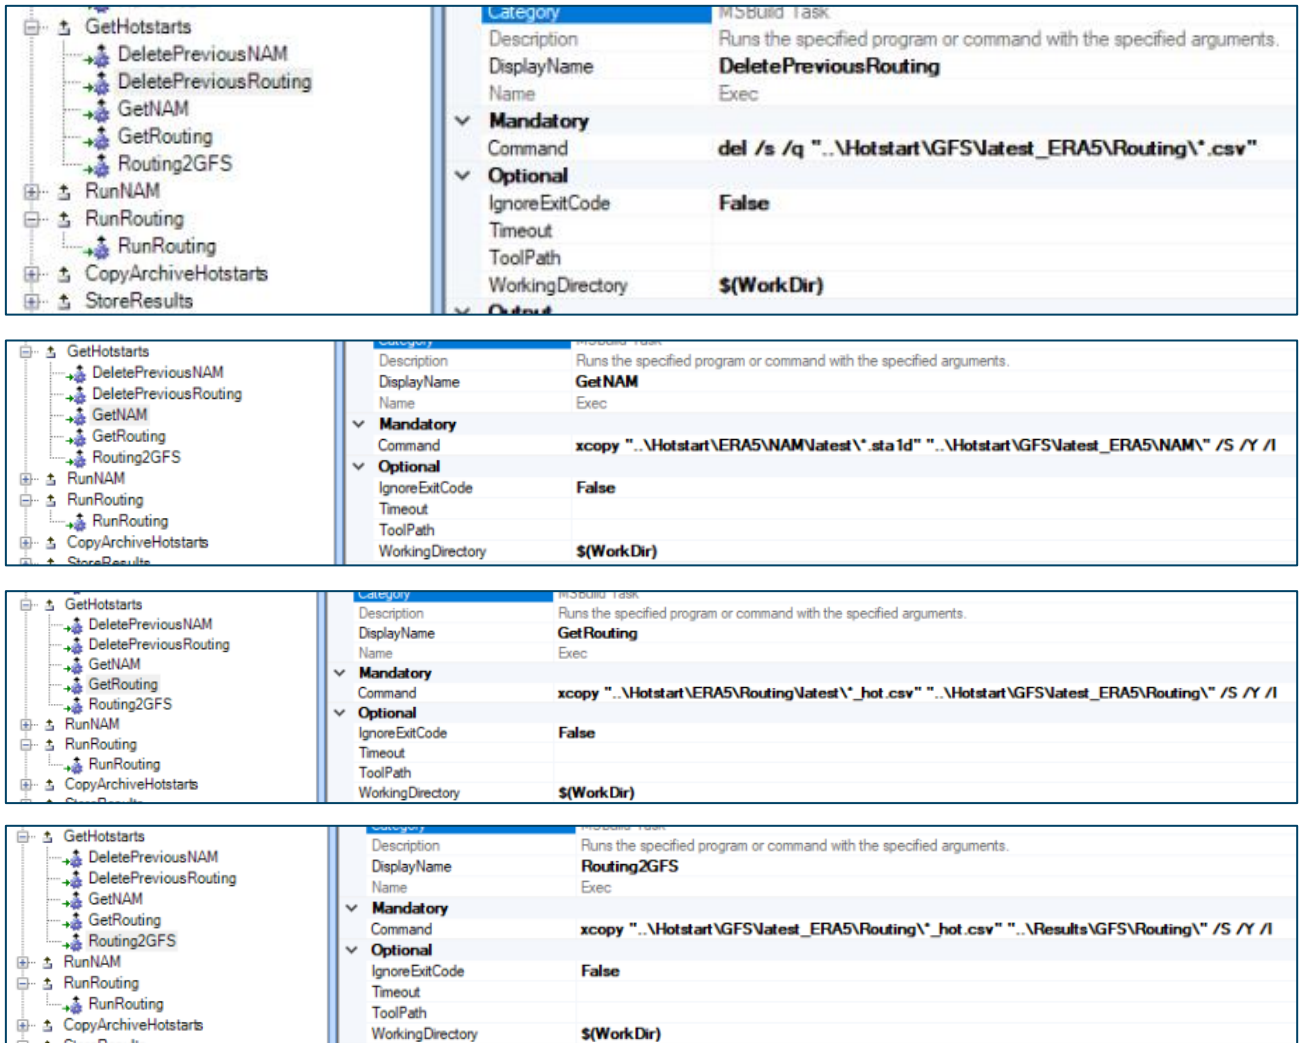 GetHotstarts
DeletePreviousNAM
DeletePreviousRouting
GetNAM
GetRouting
Routing2GFS
RunNAM
RunRouting
RunRouting
CopyArchiveHotstarts
StoreResults
Category MSBuild Task
Description Runs the specified program or command with the specified arguments.
DisplayName DeletePreviousRouting
Name Exec
Mandatory
Command del /s /q "..\Hotstart\GFS\latest_ERA5\Routing\*.csv"
Optional
IgnoreExitCode False
Timeout
ToolPath
WorkingDirectory $(WorkDir)
Output
GetHotstarts
DeletePreviousNAM
DeletePreviousRouting
GetNAM
GetRouting
Routing2GFS
RunNAM
RunRouting
RunRouting
CopyArchiveHotstarts
StoreResults
Category MSBuild Task
Description Runs the specified program or command with the specified arguments.
DisplayName GetNAM
Name Exec
Mandatory
Command xcopy "..\Hotstart\ERA5\NAM\latest\*.sta1d" "..\Hotstart\GFS\latest_ERA5\NAM\" /S /Y /I
Optional
IgnoreExitCode False
Timeout
ToolPath
WorkingDirectory $(WorkDir)
GetHotstarts
DeletePreviousNAM
DeletePreviousRouting
GetNAM
GetRouting
Routing2GFS
RunNAM
RunRouting
RunRouting
CopyArchiveHotstarts
Category MSBuild Task
Description Runs the specified program or command with the specified arguments.
DisplayName GetRouting
Name Exec
Mandatory
Command xcopy "..\Hotstart\ERA5\Routing\latest\*_hot.csv" "..\Hotstart\GFS\latest_ERA5\Routing\" /S /Y /I
Optional
IgnoreExitCode False
Timeout
ToolPath
WorkingDirectory $(WorkDir)
GetHotstarts
DeletePreviousNAM
DeletePreviousRouting
GetNAM
GetRouting
Routing2GFS
RunNAM
RunRouting
RunRouting
CopyArchiveHotstarts
Category MSBuild Task
Description Runs the specified program or command with the specified arguments.
DisplayName Routing2GFS
Name Exec
Mandatory
Command xcopy "..\Hotstart\GFS\latest_ERA5\Routing\*_hot.csv" "..\Results\GFS\Routing\" /S /Y /I
Optional
IgnoreExitCode False
Timeout
ToolPath
WorkingDirectory $(WorkDir)